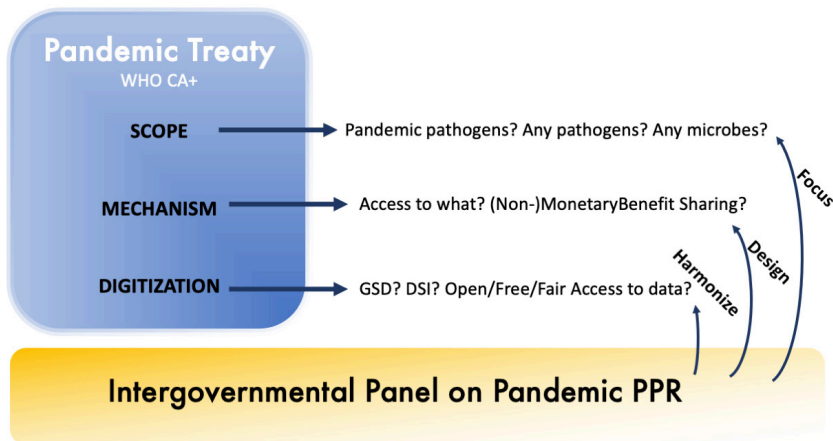 Pandemic Treaty
WHO CA+
SCOPE
Pandemic pathogens? Any pathogens? Any microbes?
MECHANISM
Access to what? (Non-)MonetaryBenefit Sharing?
DIGITIZATION
GSD? DSI? Open/Free/Fair Access to data?
Harmonize
Design
Focus
Intergovernmental Panel on Pandemic PPR